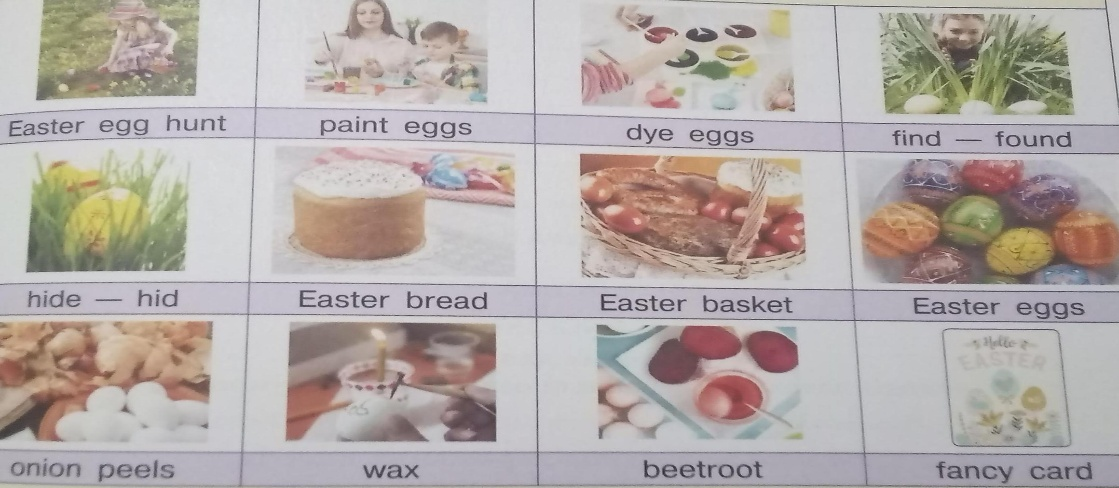 Easter egg hunt
paint eggs
dye eggs
find — found
hide — hid
Easter bread
Easter basket
Easter eggs
Hello
EASTER
onion peels
wax
beetroot
fancy card